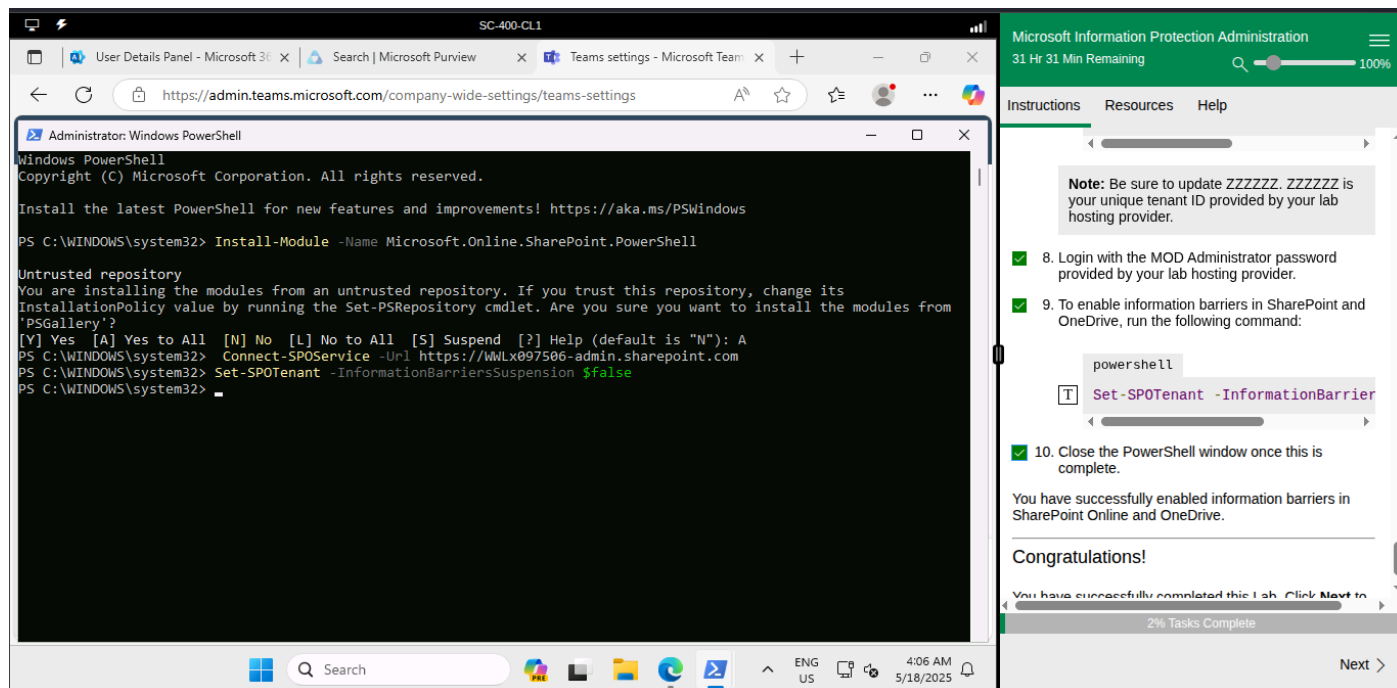 SC-400-CL1
User Details Panel - Microsoft 36
Search | Microsoft Purview
Teams settings - Microsoft Team
https://admin.teams.microsoft.com/company-wide-settings/teams-settings
Administrator: Windows PowerShell
Windows PowerShell
Copyright (C) Microsoft Corporation. All rights reserved.
Install the latest PowerShell for new features and improvements! https://aka.ms/PSWindows
PS C:\WINDOWS\system32> Install-Module -Name Microsoft.Online.SharePoint.PowerShell
Untrusted repository
You are installing the modules from an untrusted repository. If you trust this repository, change its
InstallationPolicy value by running the Set-PSRepository cmdlet. Are you sure you want to install the modules from
'PSGallery'?
[Y] Yes  [A] Yes to All  [N] No  [L] No to All  [S] Suspend  [?] Help (default is "N"): A
PS C:\WINDOWS\system32>  Connect-SPOService -Url https://WWLx097506-admin.sharepoint.com
PS C:\WINDOWS\system32> Set-SPOTenant -InformationBarriersSuspension $false
PS C:\WINDOWS\system32>
Search
PRE
ENG
US
4:06 AM
5/18/2025
Microsoft Information Protection Administration
31 Hr 31 Min Remaining
100%
Instructions Resources Help
Note: Be sure to update ZZZZZZ. ZZZZZZ is
your unique tenant ID provided by your lab
hosting provider.
8. Login with the MOD Administrator password
provided by your lab hosting provider.
9. To enable information barriers in SharePoint and
OneDrive, run the following command:
powershell
T Set-SPOTenant -InformationBarrier
10. Close the PowerShell window once this is
complete.
You have successfully enabled information barriers in
SharePoint Online and OneDrive.
Congratulations!
You have successfully completed this Lab. Click Next to
2% Tasks Complete
Next